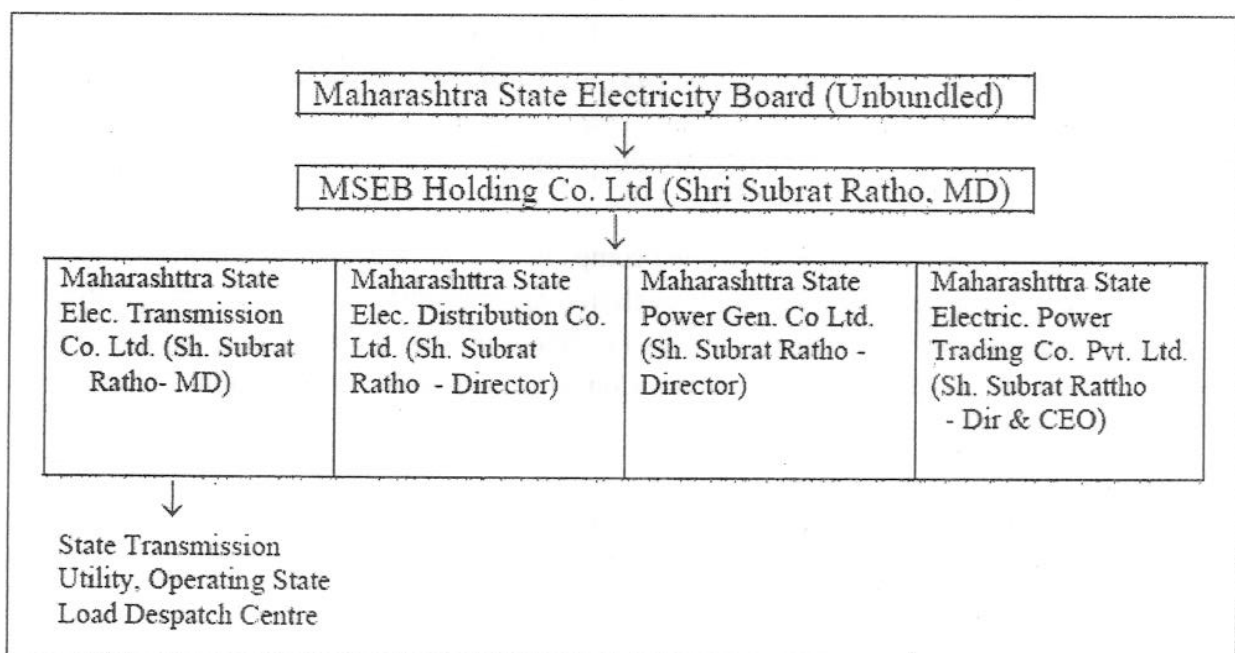 Maharashtra State Electricity Board (Unbundled)
MSEB Holding Co. Ltd (Shri Subrat Ratho, MD)
Maharashttra State
Elec. Transmission
Co. Ltd. (Sh. Subrat
Ratho- MD)
Maharashttra State
Elec. Distribution Co.
Ltd. (Sh. Subrat
Ratho - Director)
Maharashttra State
Power Gen. Co Ltd.
(Sh. Subrat Ratho -
Director)
Maharashttra State
Electric. Power
Trading Co. Pvt. Ltd.
(Sh. Subrat Rattho
- Dir & CEO)
State Transmission
Utility, Operating State
Load Despatch Centre